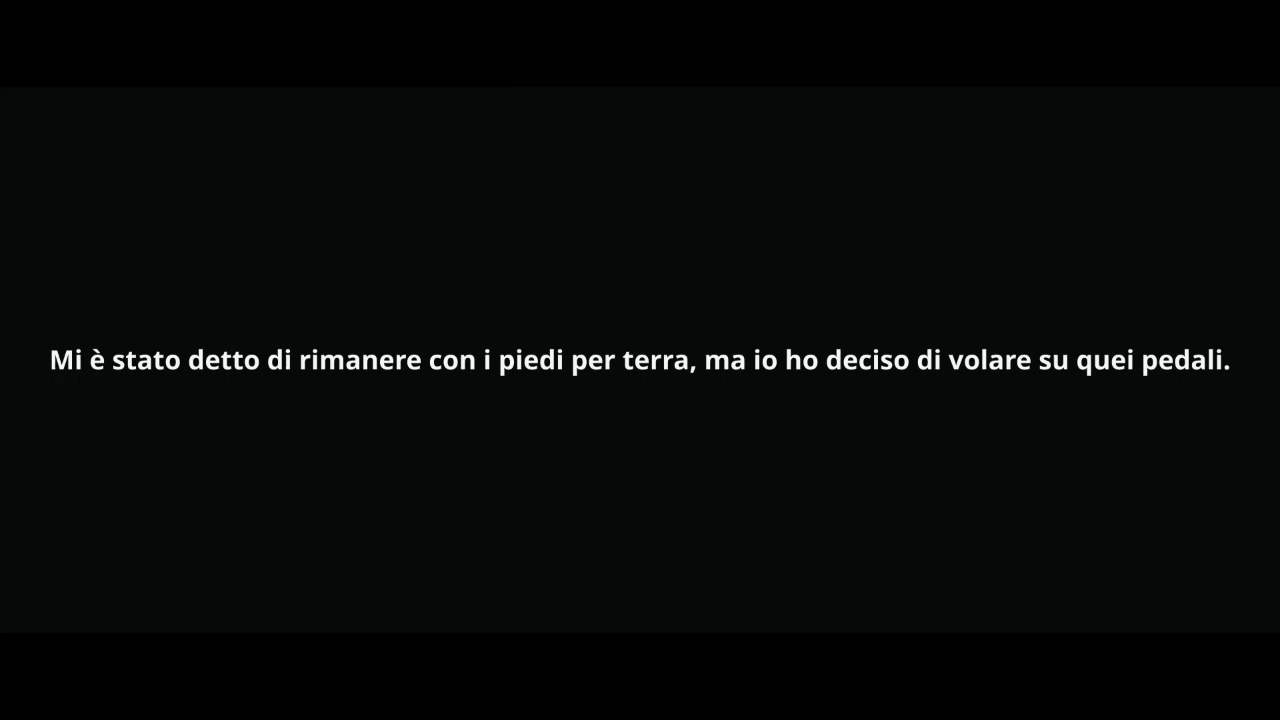 Mi è stato detto di rimanere con i piedi per terra, ma io ho deciso di volare su quei pedali.